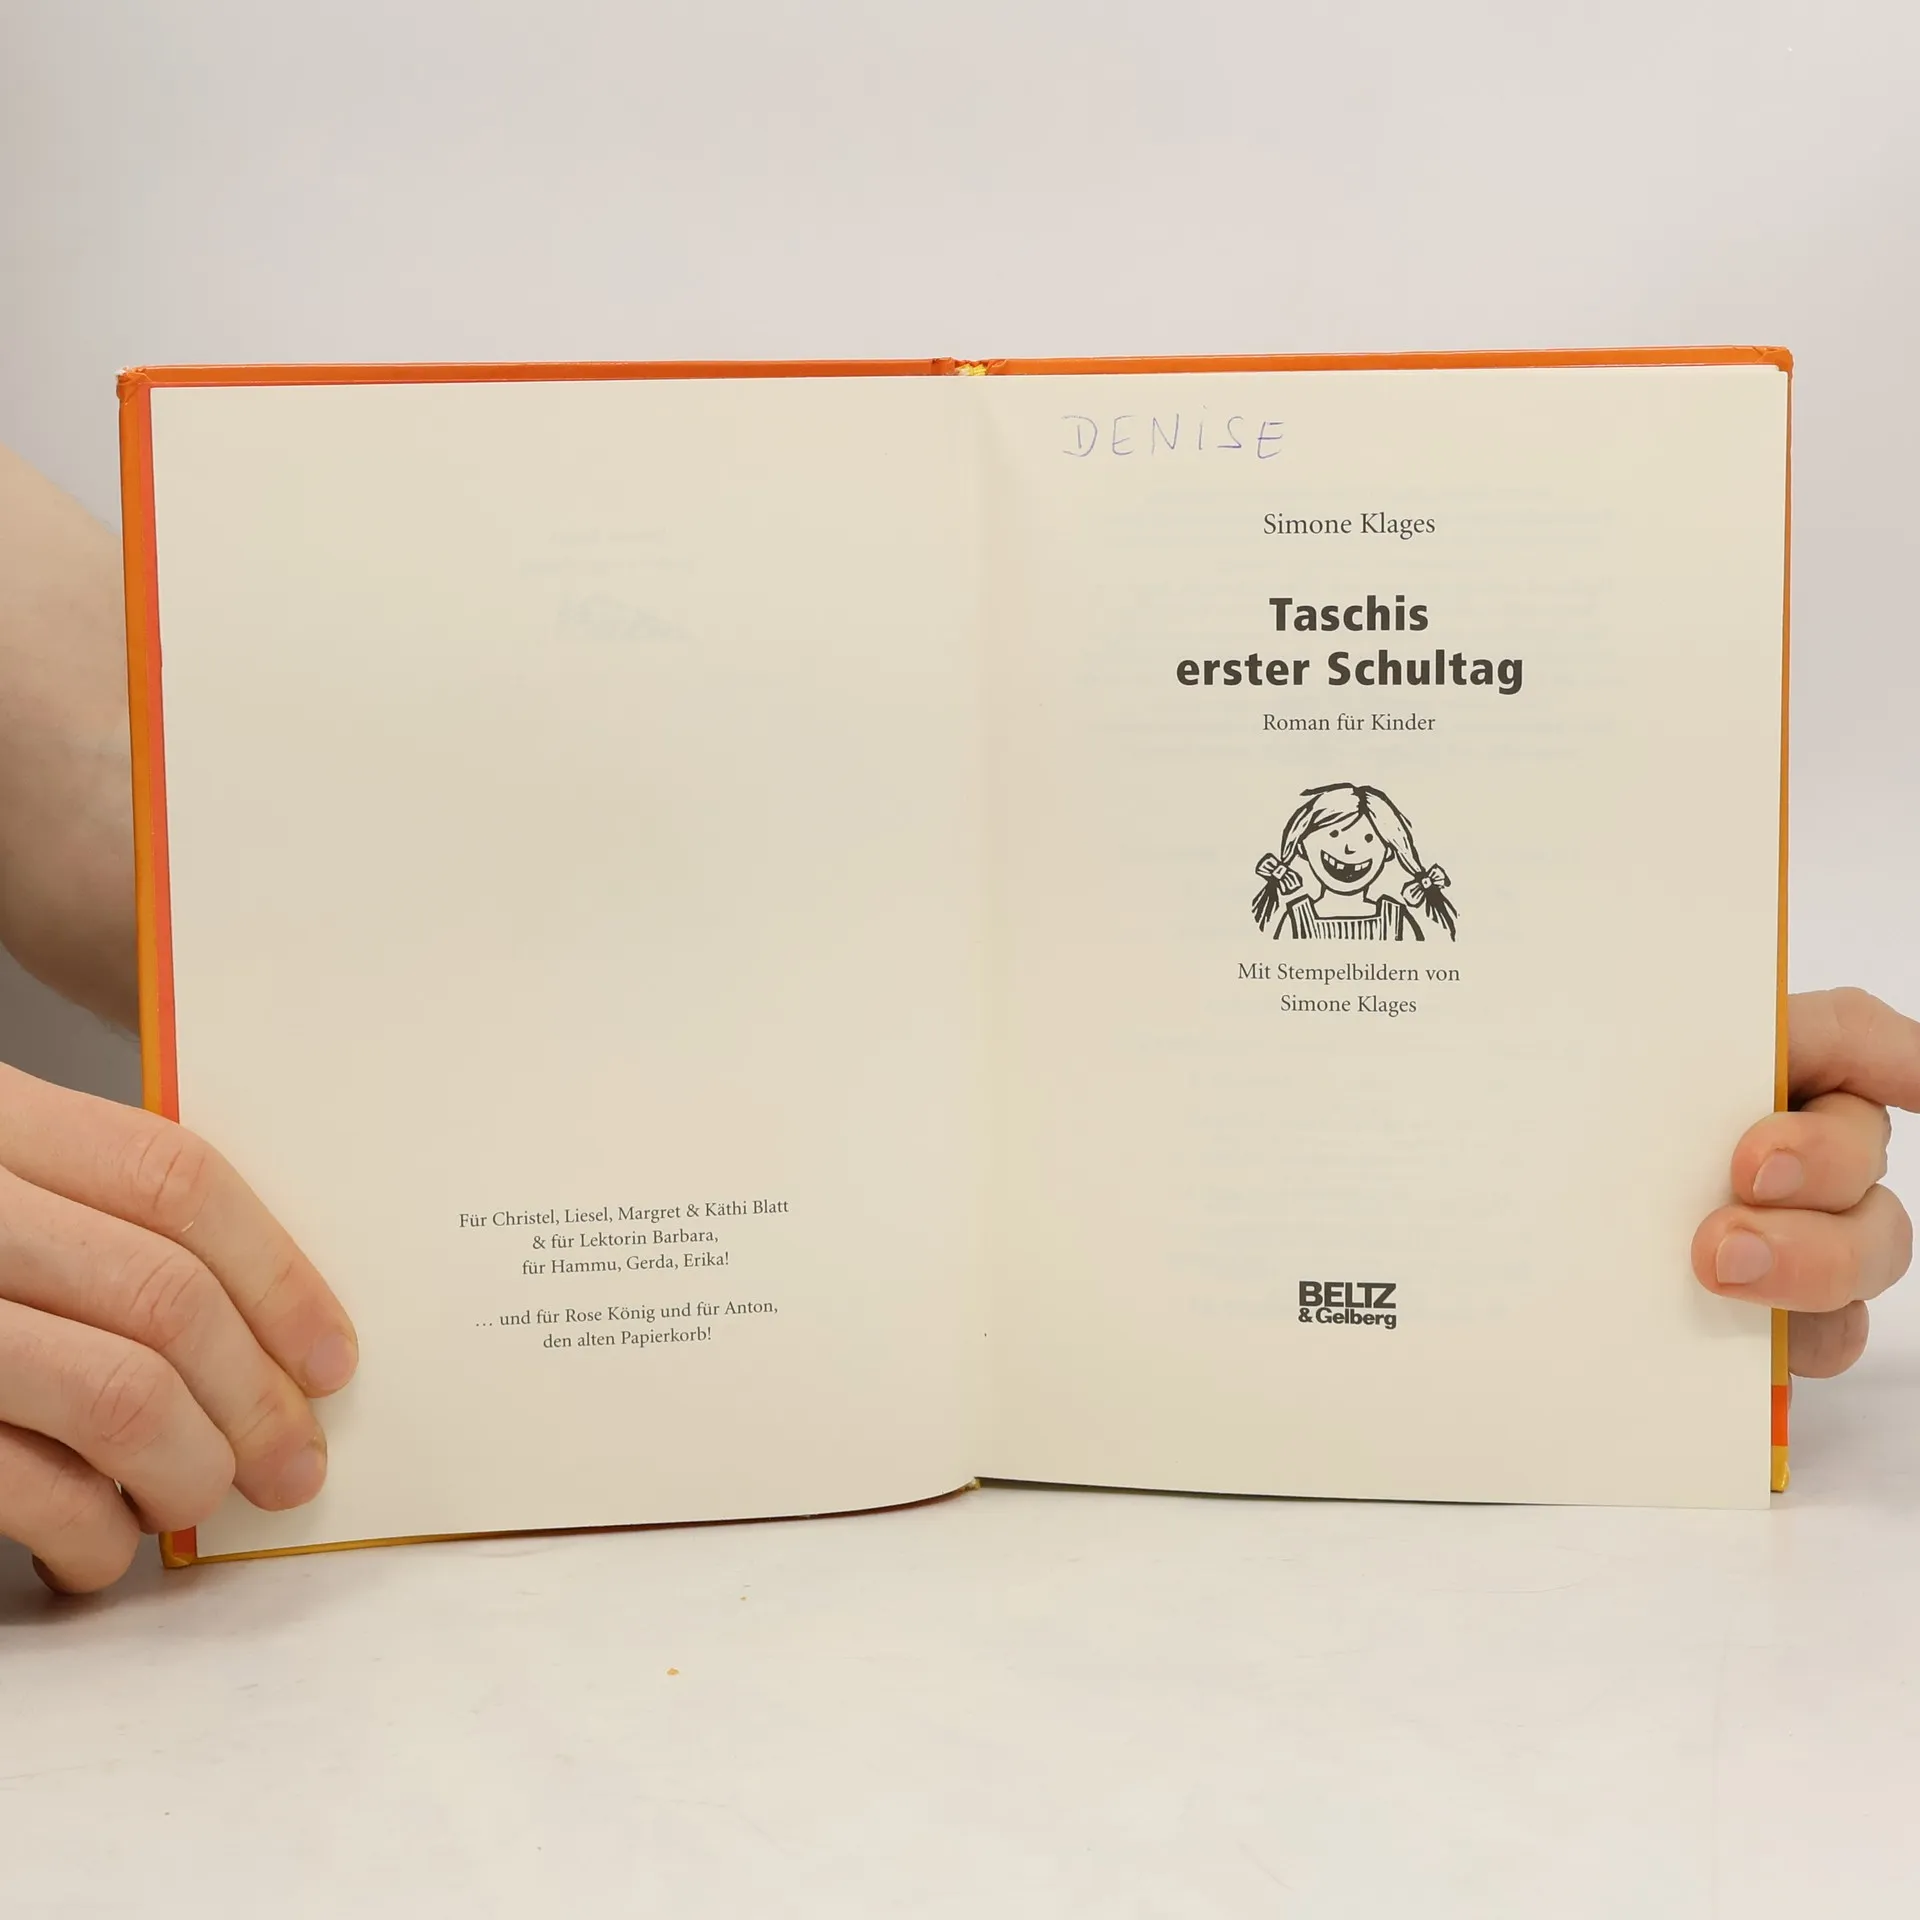 Für Christel, Liesel, Margret & Käthi Blatt
& für Lektorin Barbara,
für Hammu, Gerda, Erika!
… und für Rose König und für Anton,
den alten Papierkorb!
DENiSE
Simone Klages
Taschis
erster Schultag
Roman für Kinder
Mit Stempelbildern von
Simone Klages
BELTZ
& Gelberg